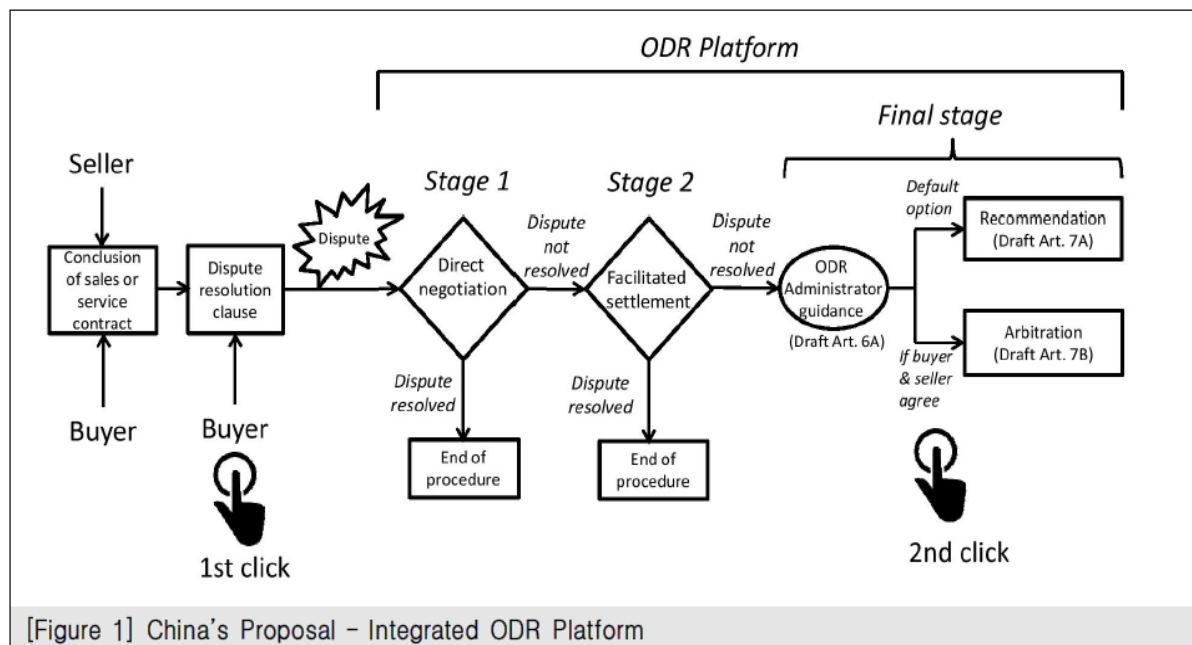 ODR Platform
Final stage
Seller
Stage 1
Stage 2
Default
option
Dispute
Dispute
not
resolved
Dispute
not
resolved
Recommendation
(Draft Art. 7A)
Conclusion
of sales or
service
contract
Dispute
resolution
clause
Direct
negotiation
Facilitated
settlement
ODR
Administrator
guidance
(Draft Art. 6A)
Arbitration
(Draft Art. 7B)
If buyer
& seller
agree
Dispute
resolved
Dispute
resolved
Buyer
Buyer
End of
procedure
End of
procedure
1st click
2nd click
[Figure 1] China's Proposal - Integrated ODR Platform